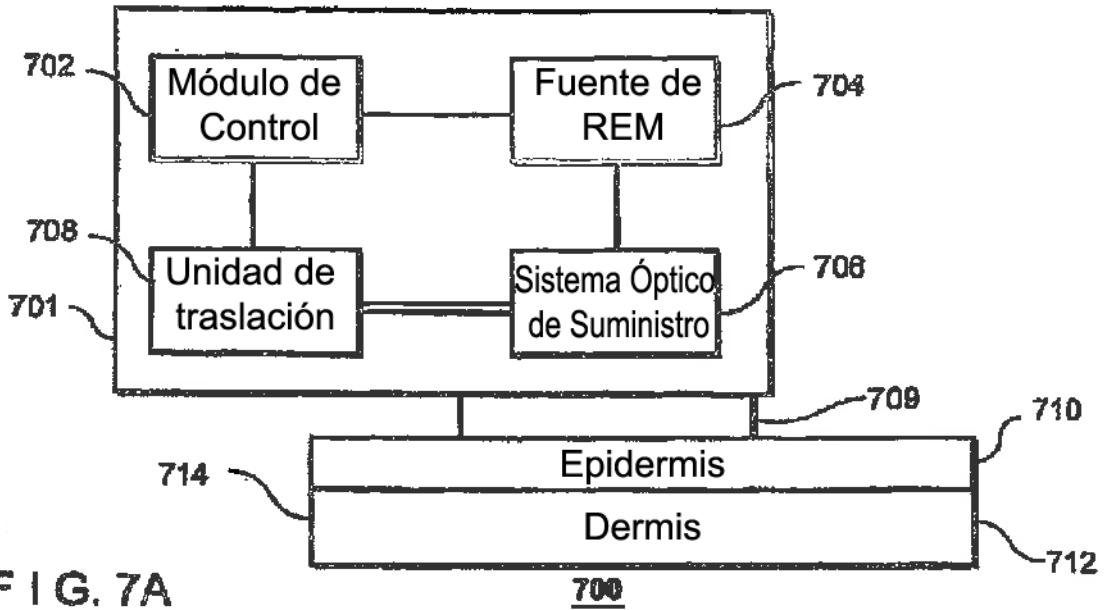 702
Módulo de
Control
Fuente de
REM
704
708
Unidad de
traslación
Sistema Óptico
de Suministro
706
701
709
710
Epidermis
714
Dermis
712
FIG. 7A
700